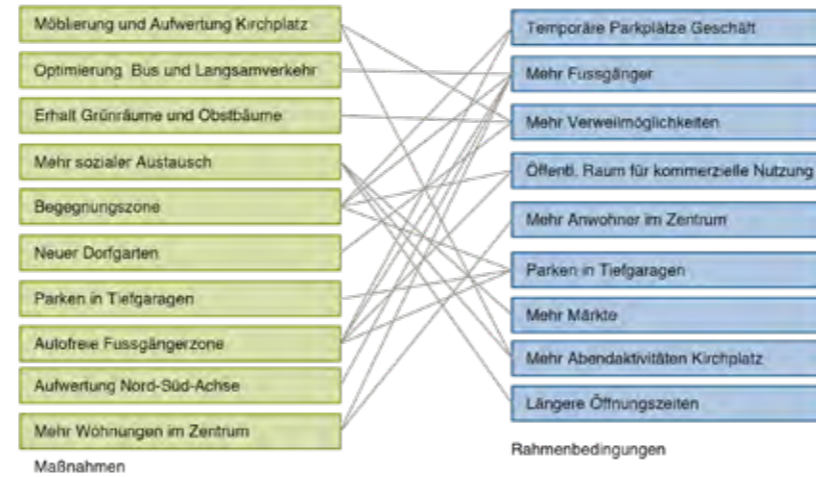 Möblierung und Aufwertung Kirchplatz
Optimierung Bus und Langsamverkehr
Erhalt Grünräume und Obstbäume
Mehr sozialer Austausch
Begegnungszone
Neuer Dorfgarten
Parken in Tiefgaragen
Autofreie Fussgängerzone
Aufwertung Nord-Süd-Achse
Mehr Wohnungen im Zentrum
Maßnahmen
Temporäre Parkplätze Geschäft
Mehr Fussgänger
Mehr Verweilmöglichkeiten
Öffentl. Raum für kommerzielle Nutzung
Mehr Anwohner im Zentrum
Parken in Tiefgaragen
Mehr Märkte
Mehr Abendaktivitäten Kirchplatz
Längere Öffnungszeiten
Rahmenbedingungen